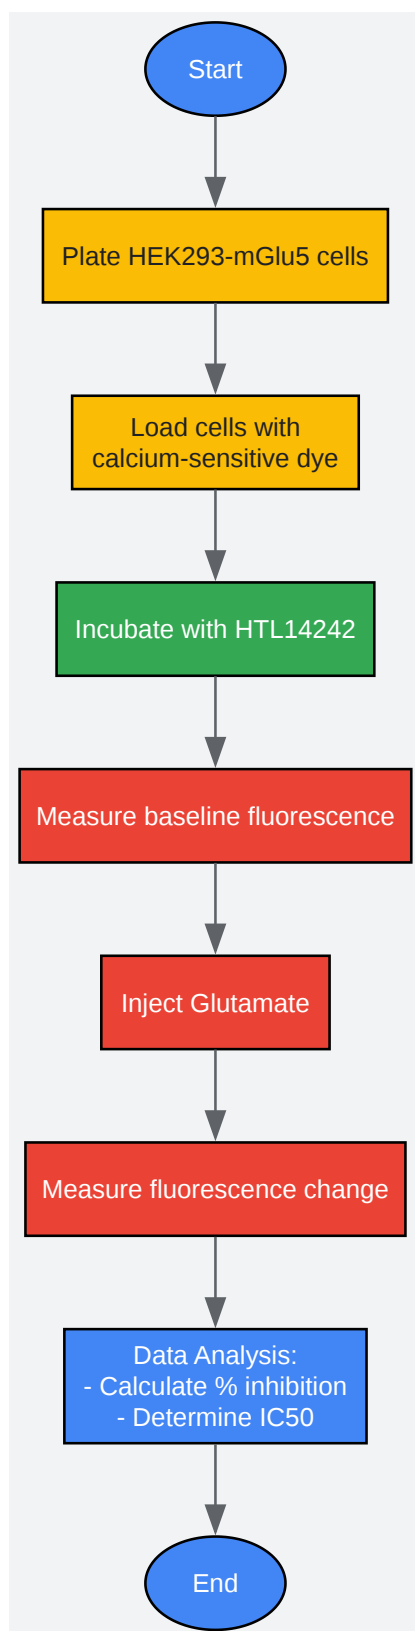 Start
Plate HEK293-mGlu5 cells
Load cells with
calcium-sensitive dye
Incubate with HTL14242
Measure baseline fluorescence
Inject Glutamate
Measure fluorescence change
Data Analysis:
- Calculate % inhibition
- Determine IC50
End